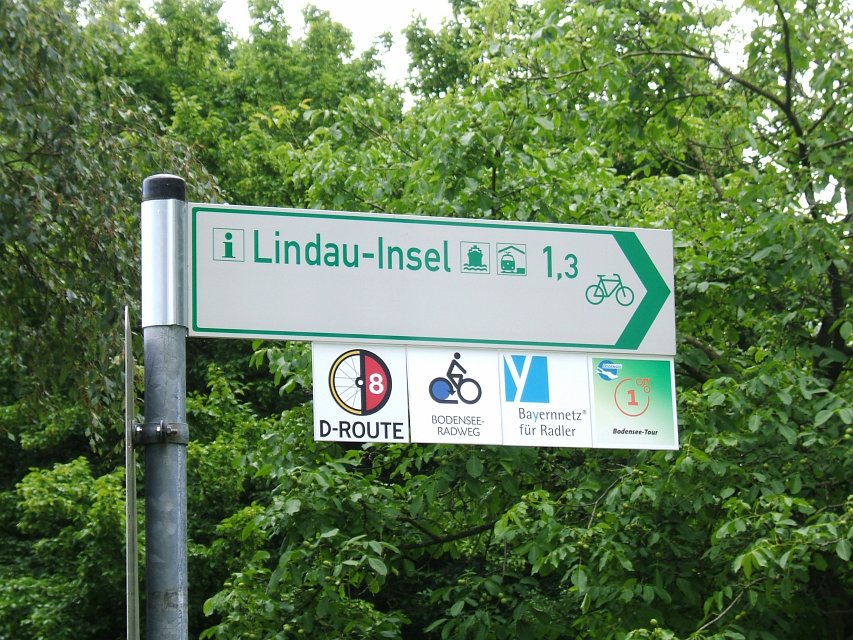 i Lindau-Insel 1,3
8
D-ROUTE
BODENSEE-
RADWEG
Bayernnetz®
für Radler
1
Bodensee-Tour